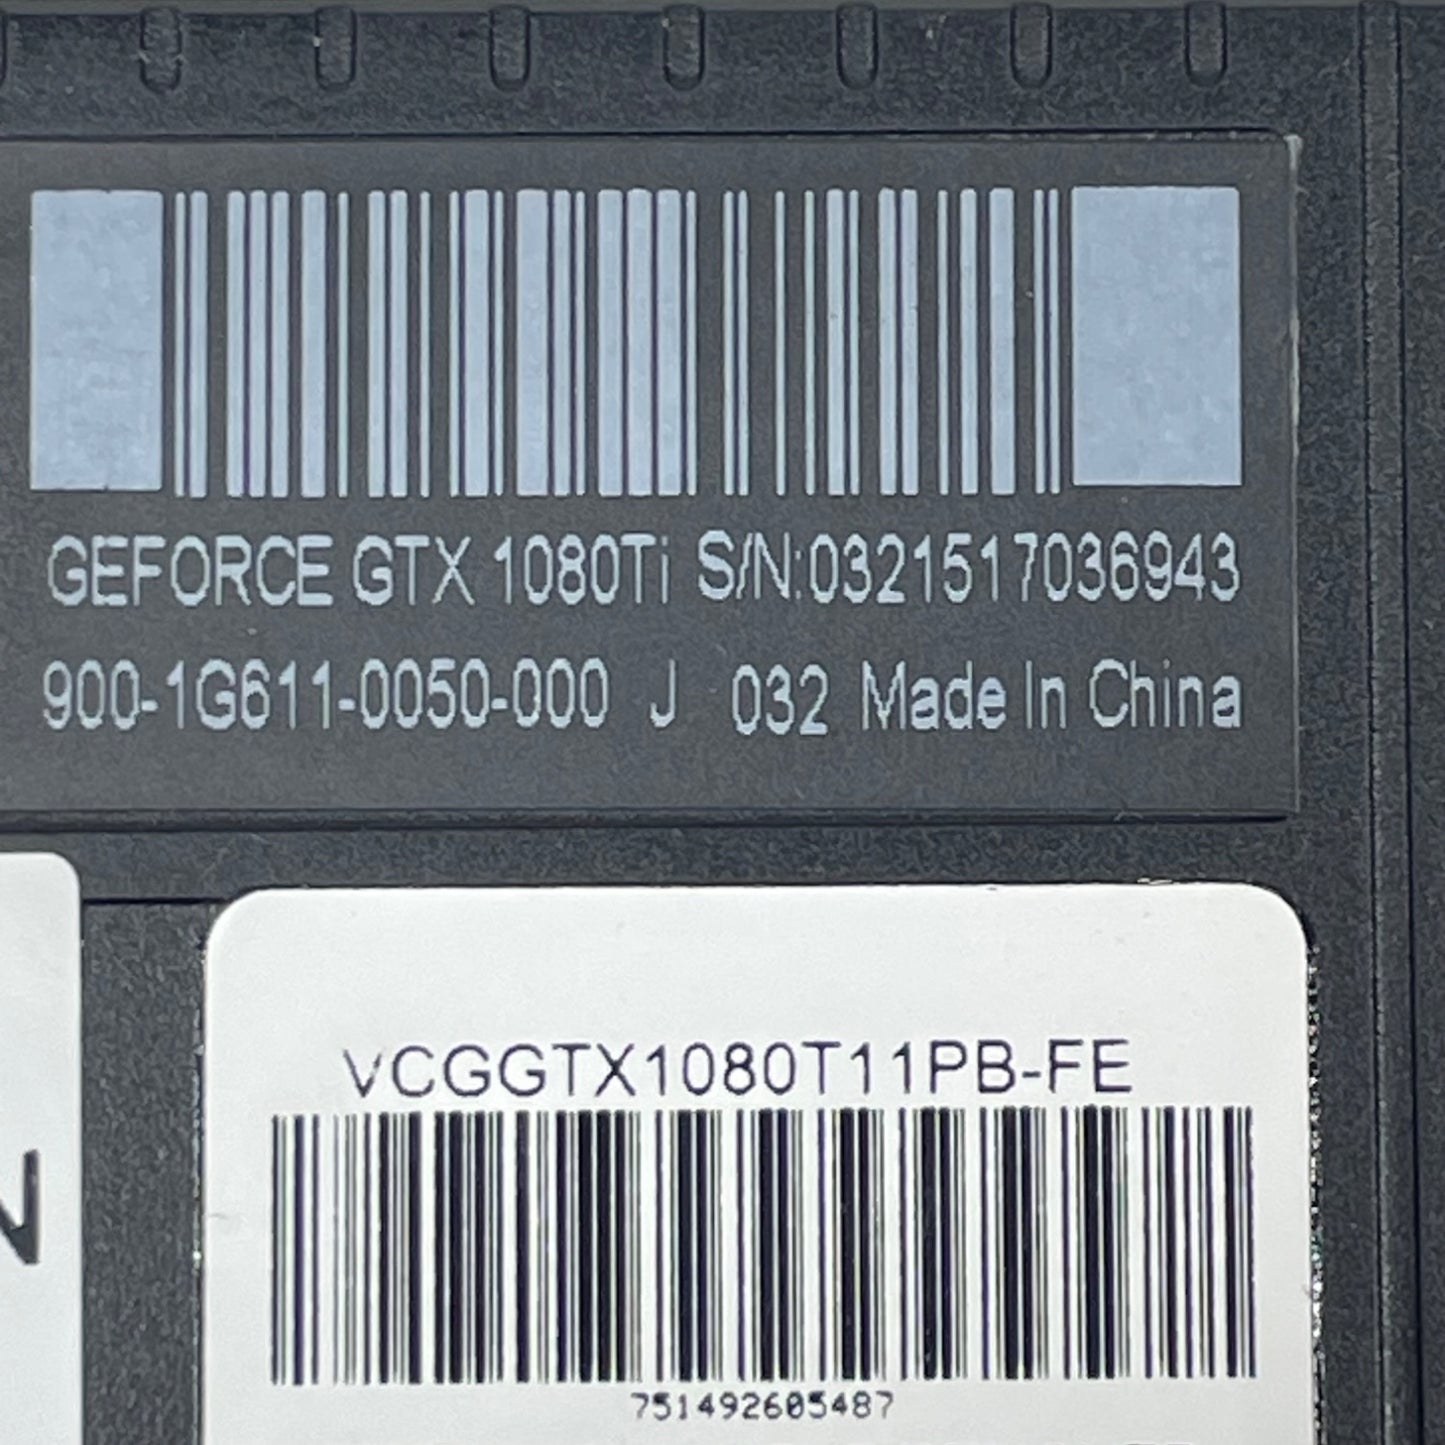 GEFORCE GTX 1080Ti S/N:0321517036943
900-1G611-0050-000 J 032 Made In China
VCGGTX1080T11PB-FE
751492605487